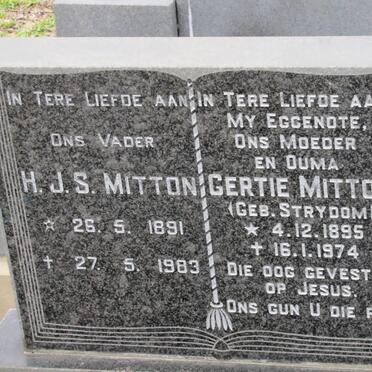 In Tere Liefde aan
Ons Vader
H.J.S. Mitton
☆ 26. 5. 1891
✝ 27. 5. 1983
In Tere Liefde aa
My Eggenote,
Ons Moeder
en Ouma
Gertie Mitto
(Geb. Strydom)
★ 4.12.1895
✝ 16.1.1974
Die oog gevest
op Jesus.
Ons gun U die